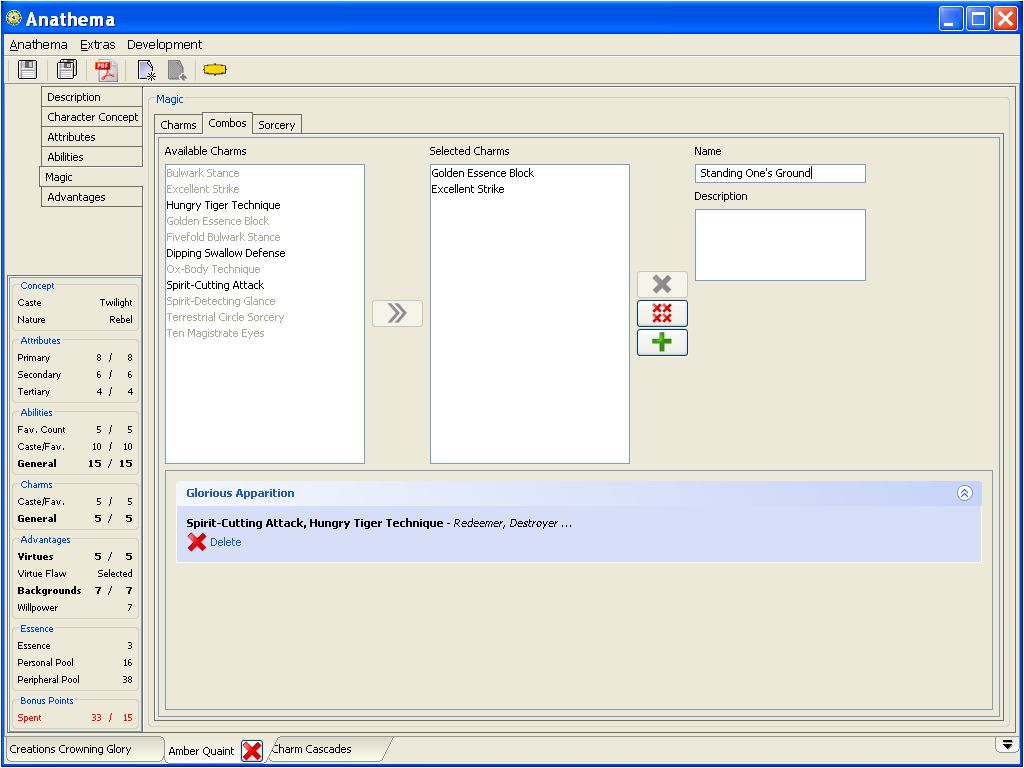 Anathema
Anathema Extras Development
Description
Character Concept
Attributes
Abilities
Magic
Advantages
Concept
Caste Twilight
Nature Rebel
Attributes
Primary 8 / 8
Secondary 6 / 6
Tertiary 4 / 4
Abilities
Fav. Count 5 / 5
Caste/Fav. 10 / 10
General 15 / 15
Charms
Caste/Fav. 5 / 5
General 5 / 5
Advantages
Virtues 5 / 5
Virtue Flaw Selected
Backgrounds 7 / 7
Willpower 7
Essence
Essence 3
Personal Pool 16
Peripheral Pool 38
Bonus Points
Spent 33 / 15
Magic
Charms Combos Sorcery
Available Charms
Bulwark Stance
Excellent Strike
Hungry Tiger Technique
Golden Essence Block
Fivefold Bulwark Stance
Dipping Swallow Defense
Ox-Body Technique
Spirit-Cutting Attack
Spirit-Detecting Glance
Terrestrial Circle Sorcery
Ten Magistrate Eyes
Selected Charms
Golden Essence Block
Excellent Strike
Name
Standing One's Ground
Description
Glorious Apparition
Spirit-Cutting Attack, Hungry Tiger Technique - Redeemer, Destroyer ...
Delete
Creations Crowning Glory Amber Quaint Charm Cascades